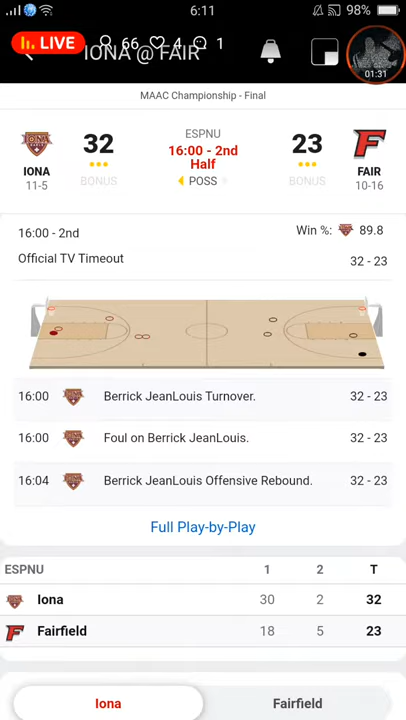 6:11
98%
LIVE
66 4 1
IONA @ FAIR
01:31
MAAC Championship - Final
IONA
11-5
32
BONUS
ESPNU
16:00 - 2nd
Half
POSS
23
BONUS
FAIR
10-16
16:00 - 2nd
Win %: 89.8
Official TV Timeout
32 - 23
16:00 Berrick JeanLouis Turnover. 32 - 23
16:00 Foul on Berrick JeanLouis. 32 - 23
16:04 Berrick JeanLouis Offensive Rebound. 32 - 23
Full Play-by-Play
ESPNU 1 2 T
Iona 30 2 32
Fairfield 18 5 23
Iona Fairfield